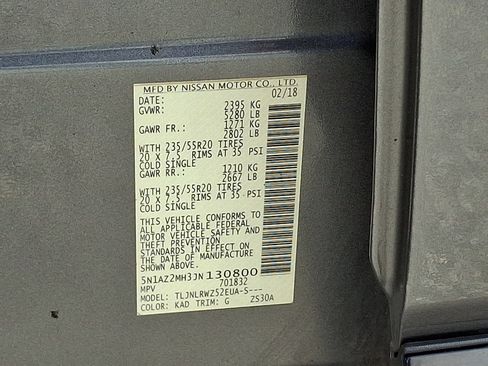 MFD BY NISSAN MOTOR CO., LTD.
DATE: 02/18
GVWR: 2395 KG
5280 LB
GAWR FR.: 1271 KG
2802 LB
WITH 235/55R20 TIRES
20 X 7.5 RIMS AT 35 PSI
COLD SINGLE
GAWR RR.: 1210 KG
2667 LB
WITH 235/55R20 TIRES
20 X 7.5 RIMS AT 35 PSI
COLD SINGLE
THIS VEHICLE CONFORMS TO
ALL APPLICABLE FEDERAL
MOTOR VEHICLE SAFETY AND
THEFT PREVENTION
STANDARDS IN EFFECT ON
THE DATE OF MANUFACTURE
SHOWN ABOVE.
5N1AZ2MH3JN130800
MPV 701832
MODEL: TLJNLRWZ52EUA-S---
COLOR: KAD TRIM: G ZS30A